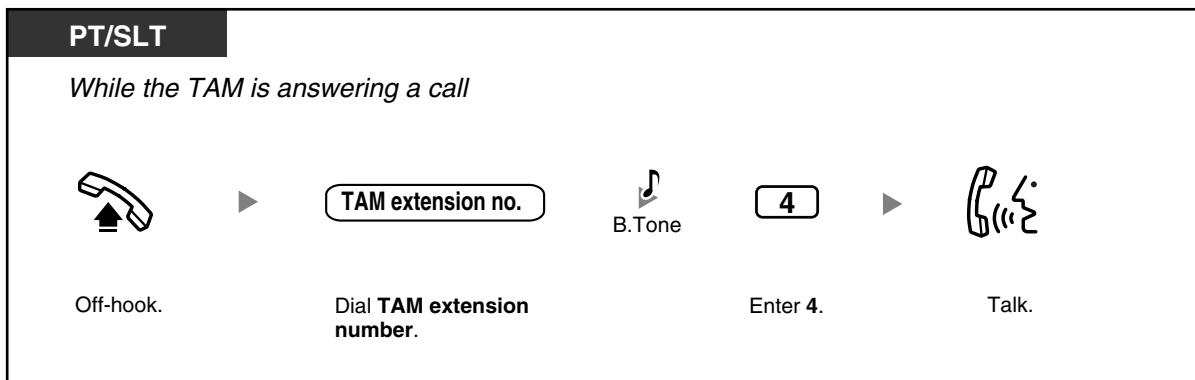 PT/SLT
While the TAM is answering a call
TAM extension no.
B.Tone
4
Off-hook.
Dial TAM extension
number.
Enter 4.
Talk.